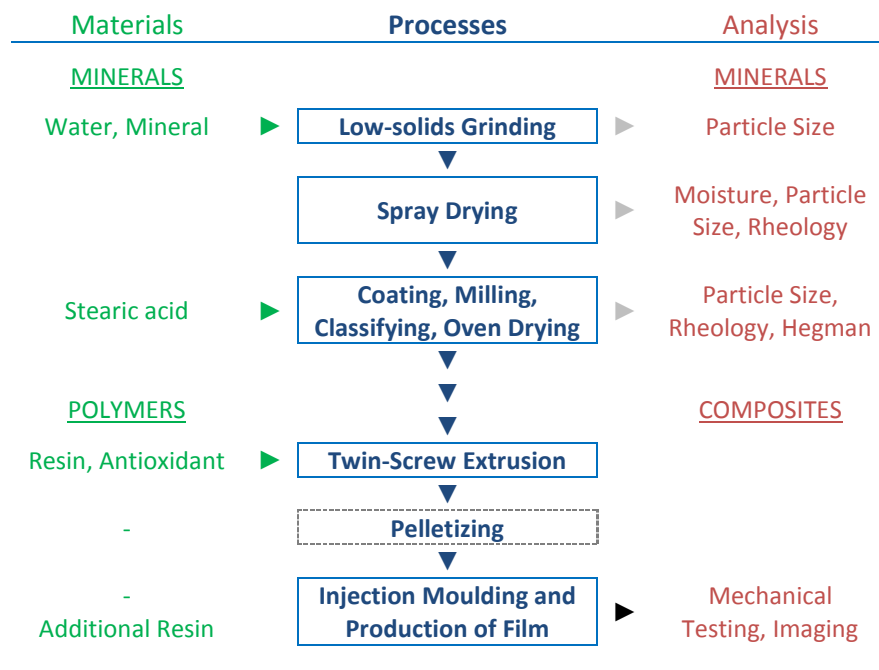 Materials
Processes
Analysis
MINERALS
MINERALS
Water, Mineral
Low-solids Grinding
Particle Size
Spray Drying
Moisture, Particle
Size, Rheology
Stearic acid
Coating, Milling,
Classifying, Oven Drying
Particle Size,
Rheology, Hegman
POLYMERS
COMPOSITES
Resin, Antioxidant
Twin-Screw Extrusion
-
Pelletizing
-
Additional Resin
Injection Moulding and
Production of Film
Mechanical
Testing, Imaging